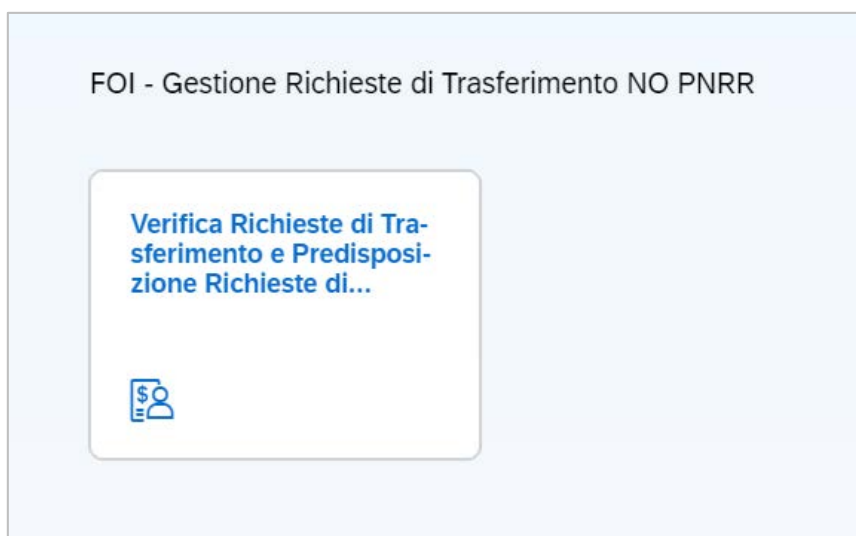 FOI - Gestione Richieste di Trasferimento NO PNRR
Verifica Richieste di Tra-
sferimento e Predisposi-
zione Richieste di...
$